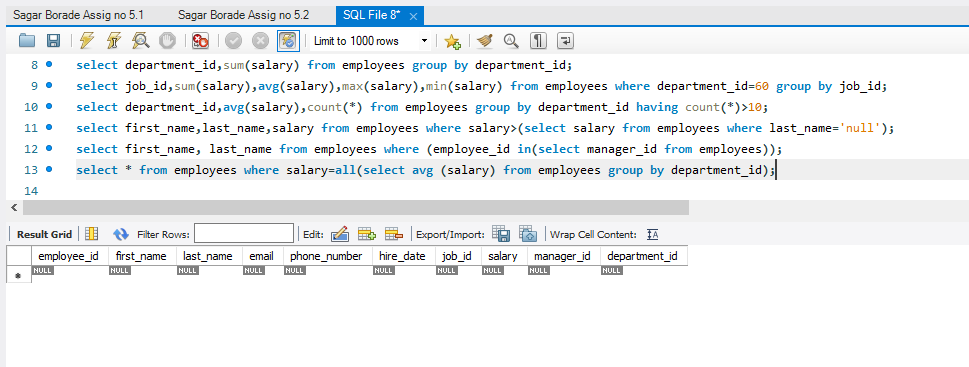 Sagar Borade Assig no 5.1 Sagar Borade Assig no 5.2 SQL File 8*
Limit to 1000 rows
8 select department_id,sum(salary) from employees group by department_id;
9 select job_id,sum(salary),avg(salary),max(salary),min(salary) from employees where department_id=60 group by job_id;
10 select department_id,avg(salary),count(*) from employees group by department_id having count(*)>10;
11 select first_name,last_name,salary from employees where salary>(select salary from employees where last_name='null');
12 select first_name, last_name from employees where (employee_id in(select manager_id from employees));
13 select * from employees where salary=all(select avg (salary) from employees group by department_id);
14
Result Grid Filter Rows: Edit: Export/Import: Wrap Cell Content: IA
employee_id first_name last_name email phone_number hire_date job_id salary manager_id department_id
NULL NULL NULL NULL NULL NULL NULL NULL NULL NULL